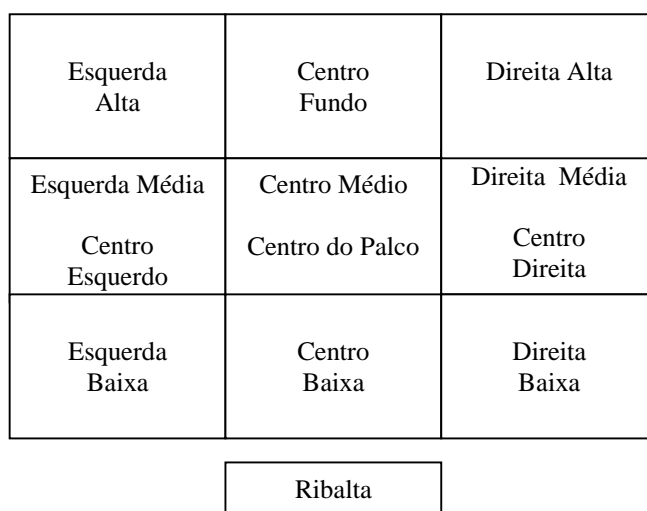 Esquerda
Alta
Centro
Fundo
Direita Alta
Esquerda Média
Centro
Esquerdo
Centro Médio
Centro do Palco
Direita  Média
Centro
Direita
Esquerda
Baixa
Centro
Baixa
Direita
Baixa
Ribalta